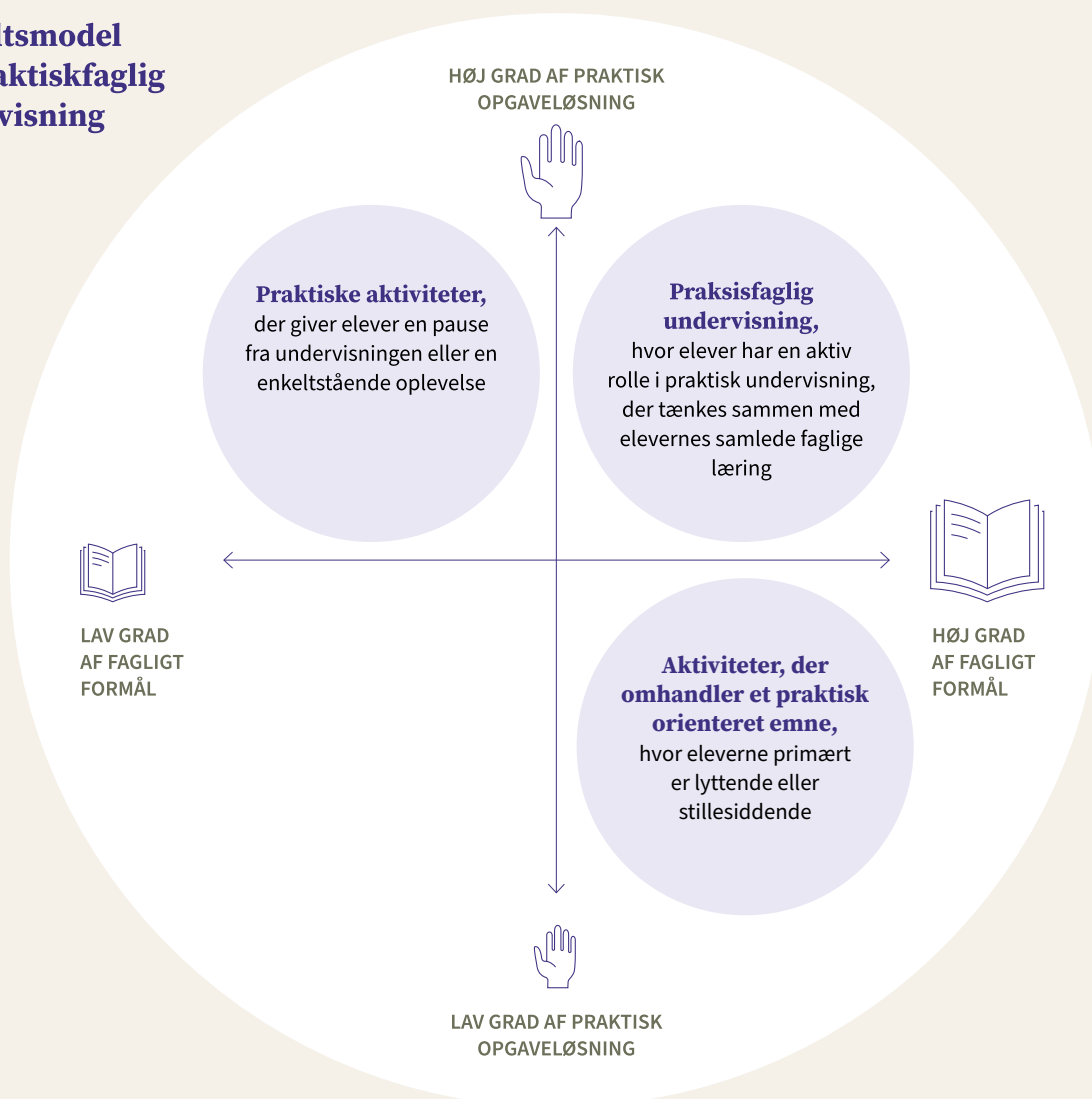 ltsmodel
aktiskfaglig
visning
HØJ GRAD AF PRAKTISK
OPGAVELØSNING
Praktiske aktiviteter,
der giver elever en pause
fra undervisningen eller en
enkeltstående oplevelse
Praksisfaglig
undervisning,
hvor elever har en aktiv
rolle i praktisk undervisning,
der tænkes sammen med
elevernes samlede faglige
læring
LAV GRAD
AF FAGLIGT
FORMÅL
HØJ GRAD
AF FAGLIGT
FORMÅL
Aktiviteter, der
omhandler et praktisk
orienteret emne,
hvor eleverne primært
er lyttende eller
stillesiddende
LAV GRAD AF PRAKTISK
OPGAVELØSNING